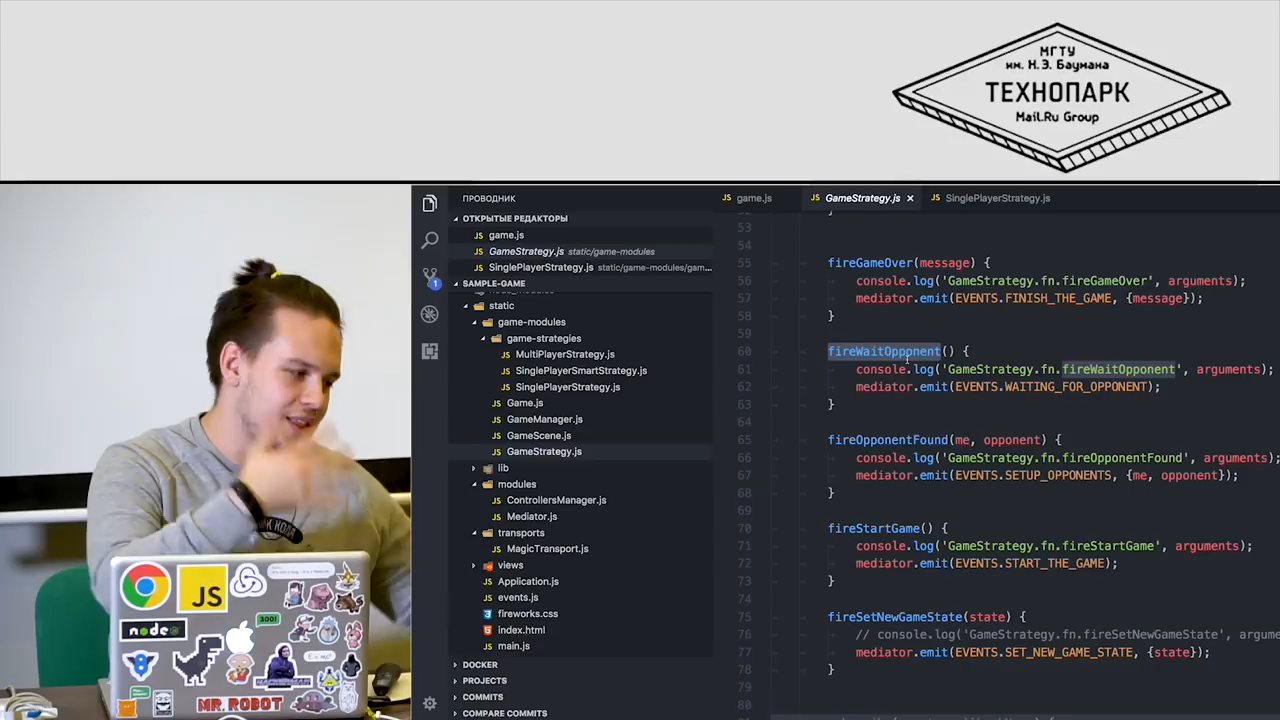 МГТУ
им. Н.Э. Баумана
ТЕХНОПАРК
Mail.Ru Group
ПРОВОДНИК
ОТКРЫТЫЕ РЕДАКТОРЫ
game.js
GameStrategy.js static/game-modules
SinglePlayerStrategy.js static/game-modules/gam...
SAMPLE-GAME
static
game-modules
game-strategies
MultiPlayerStrategy.js
SinglePlayerSmartStrategy.js
SinglePlayerStrategy.js
Game.js
GameManager.js
GameScene.js
GameStrategy.js
lib
modules
ControllersManager.js
Mediator.js
transports
MagicTransport.js
views
Application.js
events.js
fireworks.css
index.html
main.js
DOCKER
PROJECTS
COMMITS
COMPARE COMMITS
1
game.js
GameStrategy.js
SinglePlayerStrategy.js
53
54
55 fireGameOver(message) {
56 console.log('GameStrategy.fn.fireGameOver', arguments);
57 mediator.emit(EVENTS.FINISH_THE_GAME, {message});
58 }
59
60 fireWaitOpponent() {
61 console.log('GameStrategy.fn.fireWaitOpponent', arguments);
62 mediator.emit(EVENTS.WAITING_FOR_OPPONENT);
63 }
64
65 fireOpponentFound(me, opponent) {
66 console.log('GameStrategy.fn.fireOpponentFound', arguments);
67 mediator.emit(EVENTS.SETUP_OPPONENTS, {me, opponent});
68 }
69
70 fireStartGame() {
71 console.log('GameStrategy.fn.fireStartGame', arguments);
72 mediator.emit(EVENTS.START_THE_GAME);
73 }
74
75 fireSetNewGameState(state) {
76 // console.log('GameStrategy.fn.fireSetNewGameState', argume
77 mediator.emit(EVENTS.SET_NEW_GAME_STATE, {state});
78 }
79
80
JS
node
300!
E=mc²
MR. ROBOT